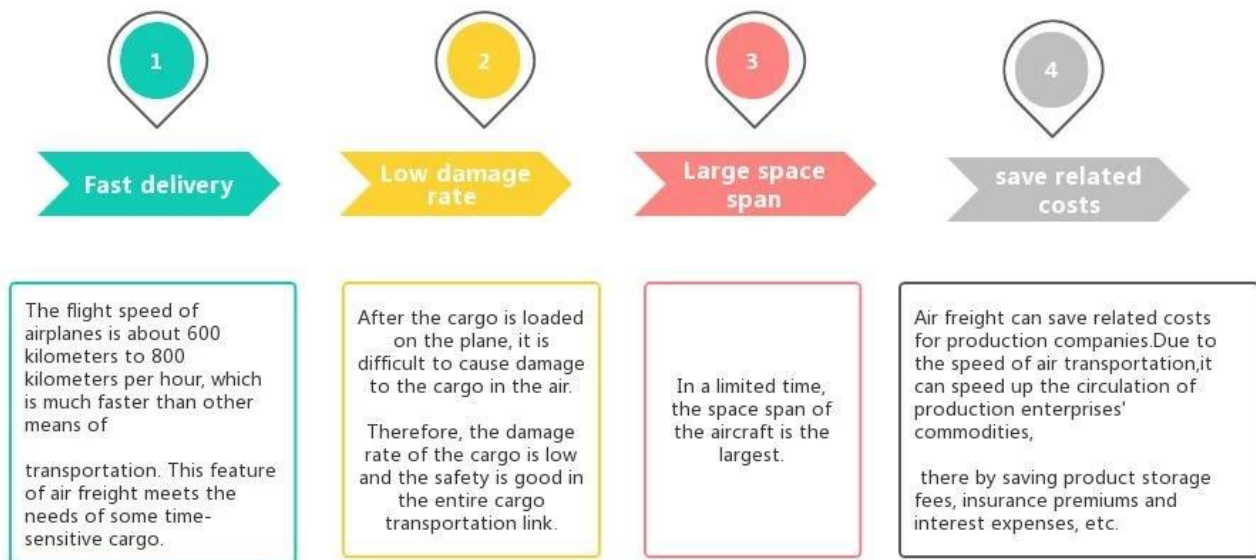 1
2
3
4
Fast delivery
Low damage
rate
Large space
span
save related
costs
The flight speed of
airplanes is about 600
kilometers to 800
kilometers per hour, which
is much faster than other
means of
transportation. This feature
of air freight meets the
needs of some time-
sensitive cargo.
After the cargo is loaded
on the plane, it is
difficult to cause damage
to the cargo in the air.
Therefore, the damage
rate of the cargo is low
and the safety is good in
the entire cargo
transportation link.
In a limited time,
the space span of
the aircraft is the
largest.
Air freight can save related costs
for production companies.Due to
the speed of air transportation,it
can speed up the circulation of
production enterprises'
commodities,
there by saving product storage
fees, insurance premiums and
interest expenses, etc.